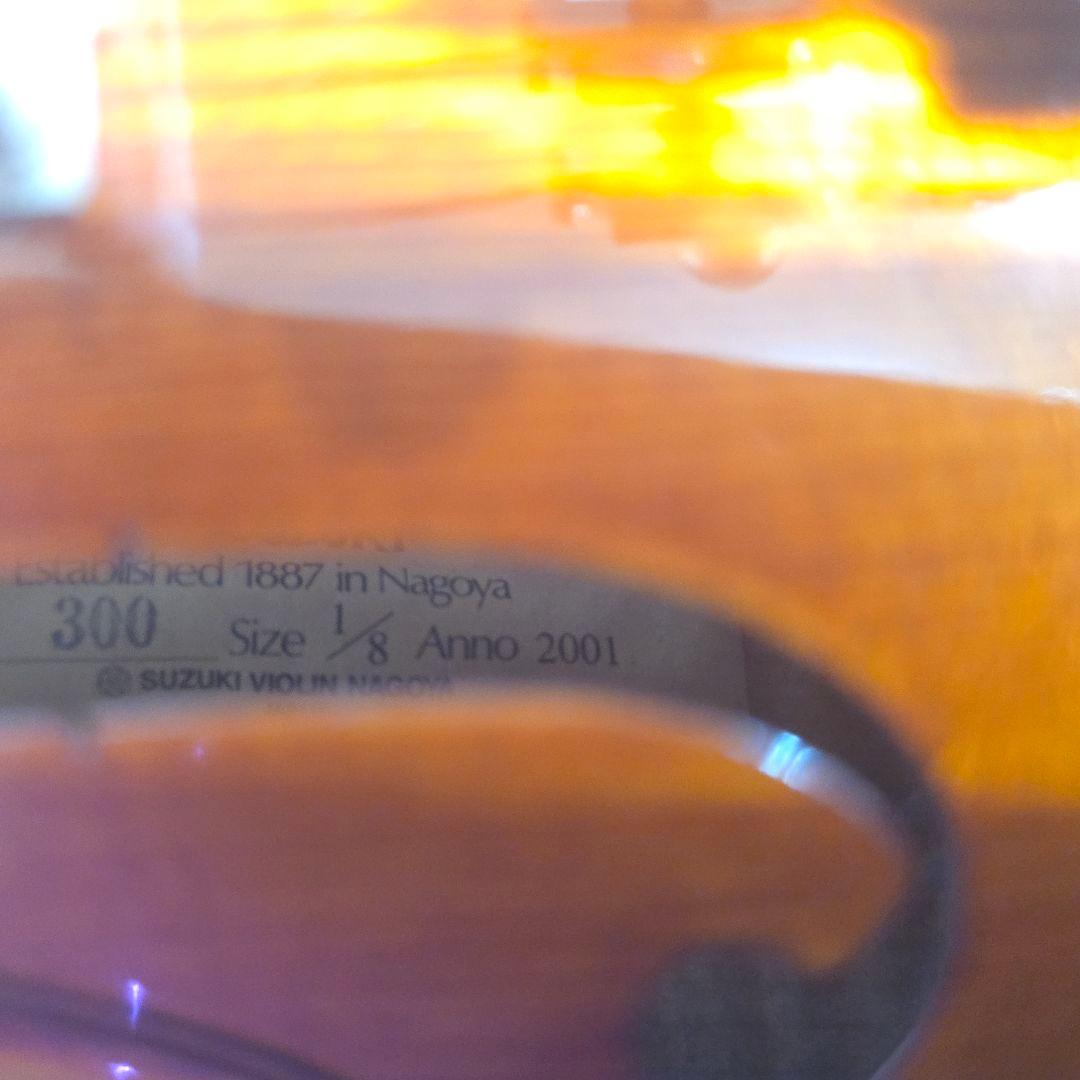 Established 1887 in Nagoya
300 Size 1/8 Anno 2001
SUZUKI VIOLIN NAGOYA